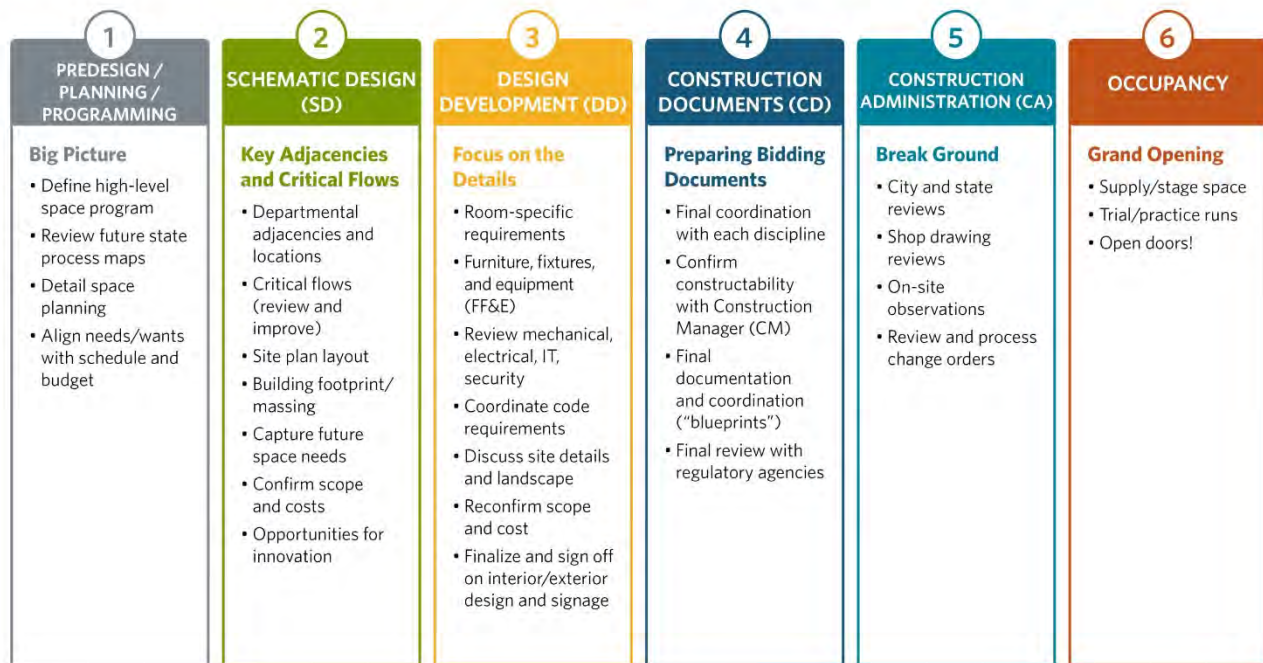 1
PREDESIGN /
PLANNING /
PROGRAMMING
Big Picture
• Define high-level
space program
• Review future state
process maps
• Detail space
planning
• Align needs/wants
with schedule and
budget
2
SCHEMATIC DESIGN
(SD)
Key Adjacencies
and Critical Flows
• Departmental
adjacencies and
locations
• Critical flows
(review and
improve)
• Site plan layout
• Building footprint/
massing
• Capture future
space needs
• Confirm scope
and costs
• Opportunities for
innovation
3
DESIGN
DEVELOPMENT (DD)
Focus on the
Details
• Room-specific
requirements
• Furniture, fixtures,
and equipment
(FF&E)
• Review mechanical,
electrical, IT,
security
• Coordinate code
requirements
• Discuss site details
and landscape
• Reconfirm scope
and cost
• Finalize and sign off
on interior/exterior
design and signage
4
CONSTRUCTION
DOCUMENTS (CD)
Preparing Bidding
Documents
• Final coordination
with each discipline
• Confirm
constructability
with Construction
Manager (CM)
• Final
documentation
and coordination
(“blueprints”)
• Final review with
regulatory agencies
5
CONSTRUCTION
ADMINISTRATION (CA)
Break Ground
• City and state
reviews
• Shop drawing
reviews
• On-site
observations
• Review and process
change orders
6
OCCUPANCY
Grand Opening
• Supply/stage space
• Trial/practice runs
• Open doors!